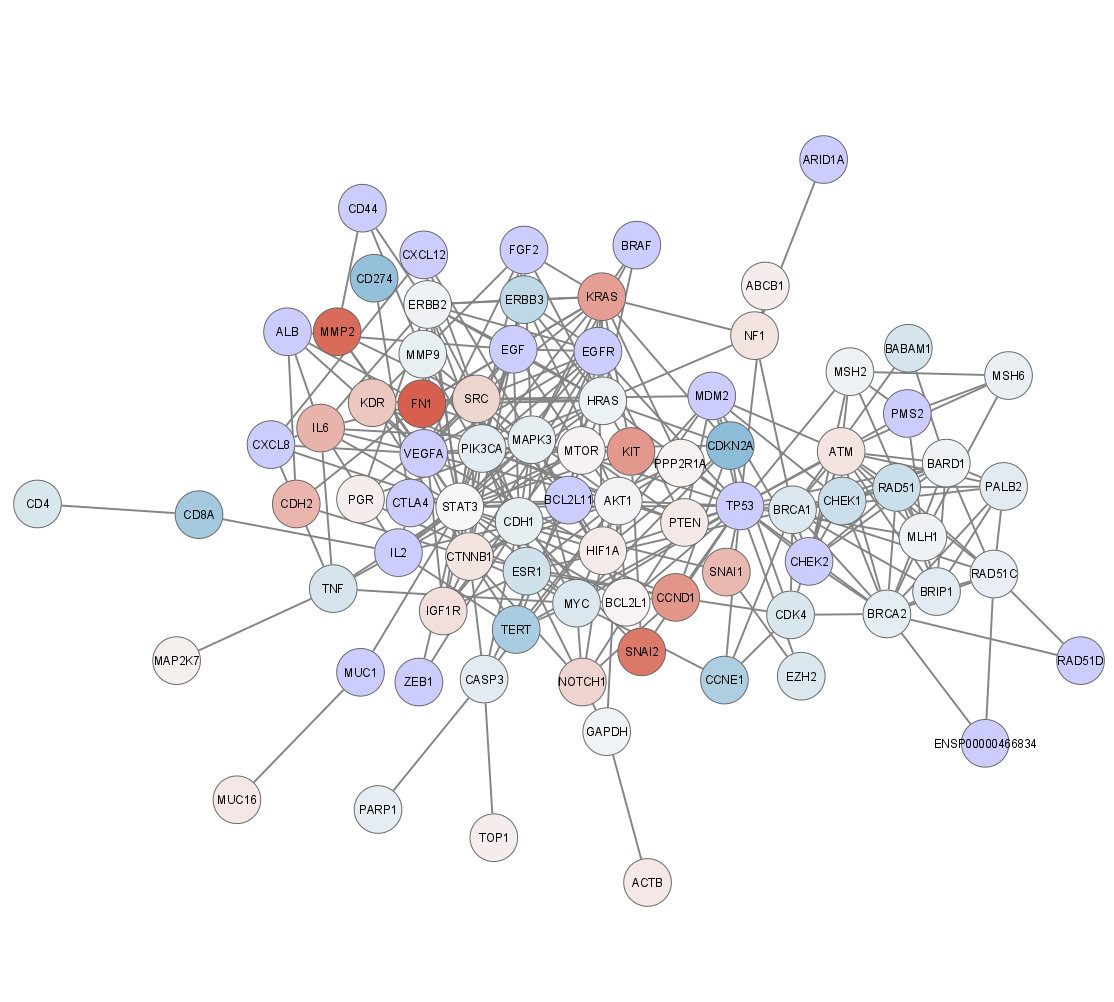 ARID1A
CD44
BRAF
CXCL12
FGF2
CD274
ABCB1
ERBB2
ERBB3
KRAS
ALB
MMP2
NF1
BABAM1
MMP9
EGF
EGFR
MSH2
MSH6
KDR
FN1
SRC
HRAS
MDM2
PMS2
IL6
CXCL8
VEGFA
PIK3CA
MAPK3
MTOR
KIT
PPP2R1A
CDKN2A
ATM
BARD1
CD4
CD8A
CDH2
PGR
CTLA4
STAT3
BCL2L11
AKT1
TP53
BRCA1
CHEK1
RAD51
PALB2
CDH1
PTEN
MLH1
IL2
CTNNB1
HIF1A
CHEK2
ESR1
SNAI1
RAD51C
TNF
BRIP1
IGF1R
MYC
BCL2L1
CCND1
CDK4
BRCA2
TERT
MAP2K7
SNAI2
RAD51D
MUC1
ZEB1
CASP3
NOTCH1
CCNE1
EZH2
GAPDH
ENSP00000466834
MUC16
PARP1
TOP1
ACTB